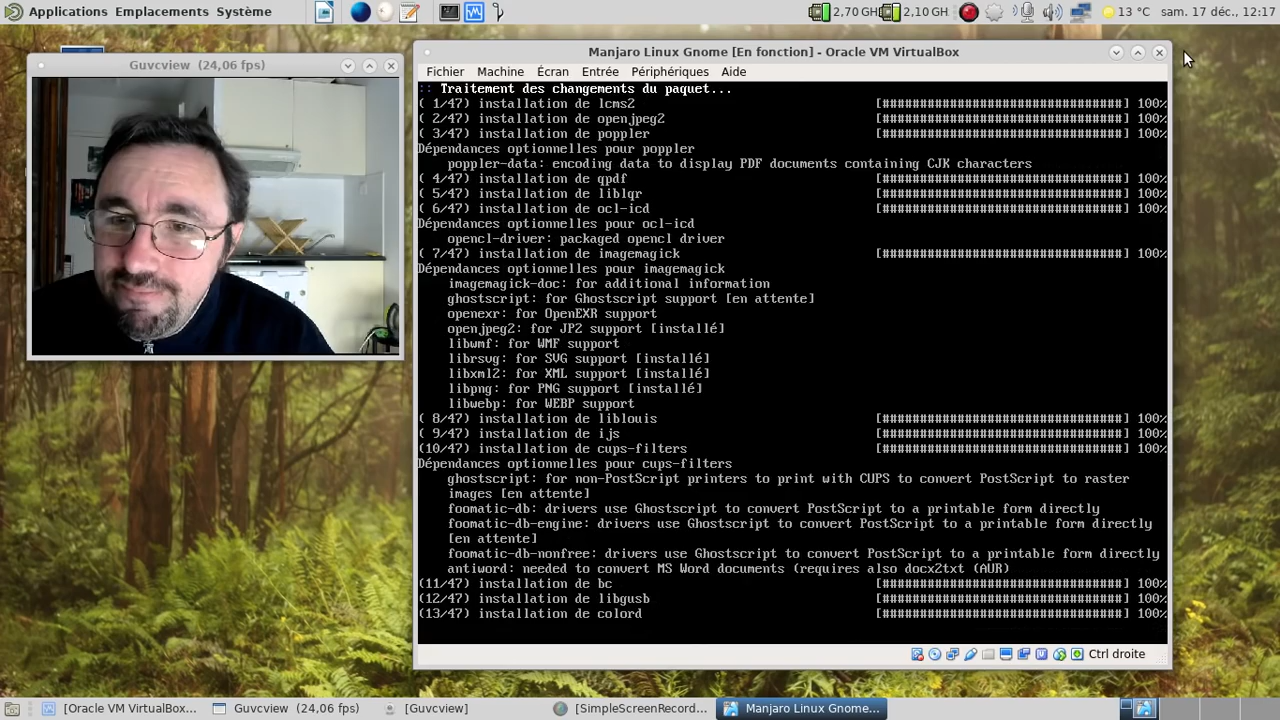 Applications Emplacements Système
2,70 GH 2,10 GH 13 °C sam. 17 déc., 12:17
Guvcview (24,06 fps)
Manjaro Linux Gnome [En fonction] - Oracle VM VirtualBox
Fichier Machine Écran Entrée Périphériques Aide
:: Traitement des changements du paquet...
( 1/47) installation de lcms2 [################################] 100%
( 2/47) installation de openjpeg2 [################################] 100%
( 3/47) installation de poppler [################################] 100%
Dépendances optionnelles pour poppler
poppler-data: encoding data to display PDF documents containing CJK characters
( 4/47) installation de qpdf [################################] 100%
( 5/47) installation de liblqr [################################] 100%
( 6/47) installation de ocl-icd [################################] 100%
Dépendances optionnelles pour ocl-icd
opencl-driver: packaged opencl driver
( 7/47) installation de imagemagick [################################] 100%
Dépendances optionnelles pour imagemagick
imagemagick-doc: for additional information
ghostscript: for Ghostscript support [en attente]
openexr: for OpenEXR support
openjpeg2: for JP2 support [installé]
libwmf: for WMF support
librsvg: for SVG support [installé]
libxml2: for XML support [installé]
libpng: for PNG support [installé]
libwebp: for WEBP support
( 8/47) installation de liblouis [################################] 100%
( 9/47) installation de ijs [################################] 100%
(10/47) installation de cups-filters [################################] 100%
Dépendances optionnelles pour cups-filters
ghostscript: for non-PostScript printers to print with CUPS to convert PostScript to raster
images [en attente]
foomatic-db: drivers use Ghostscript to convert PostScript to a printable form directly
foomatic-db-engine: drivers use Ghostscript to convert PostScript to a printable form directly
[en attente]
foomatic-db-nonfree: drivers use Ghostscript to convert PostScript to a printable form directly
antiword: needed to convert MS Word documents (requires also docx2txt (AUR)
(11/47) installation de bc [################################] 100%
(12/47) installation de libgusb [################################] 100%
(13/47) installation de colord [################################] 100%
Ctrl droite
[Oracle VM VirtualBox... Guvcview (24,06 fps) [Guvcview] [SimpleScreenRecord... Manjaro Linux Gnome...